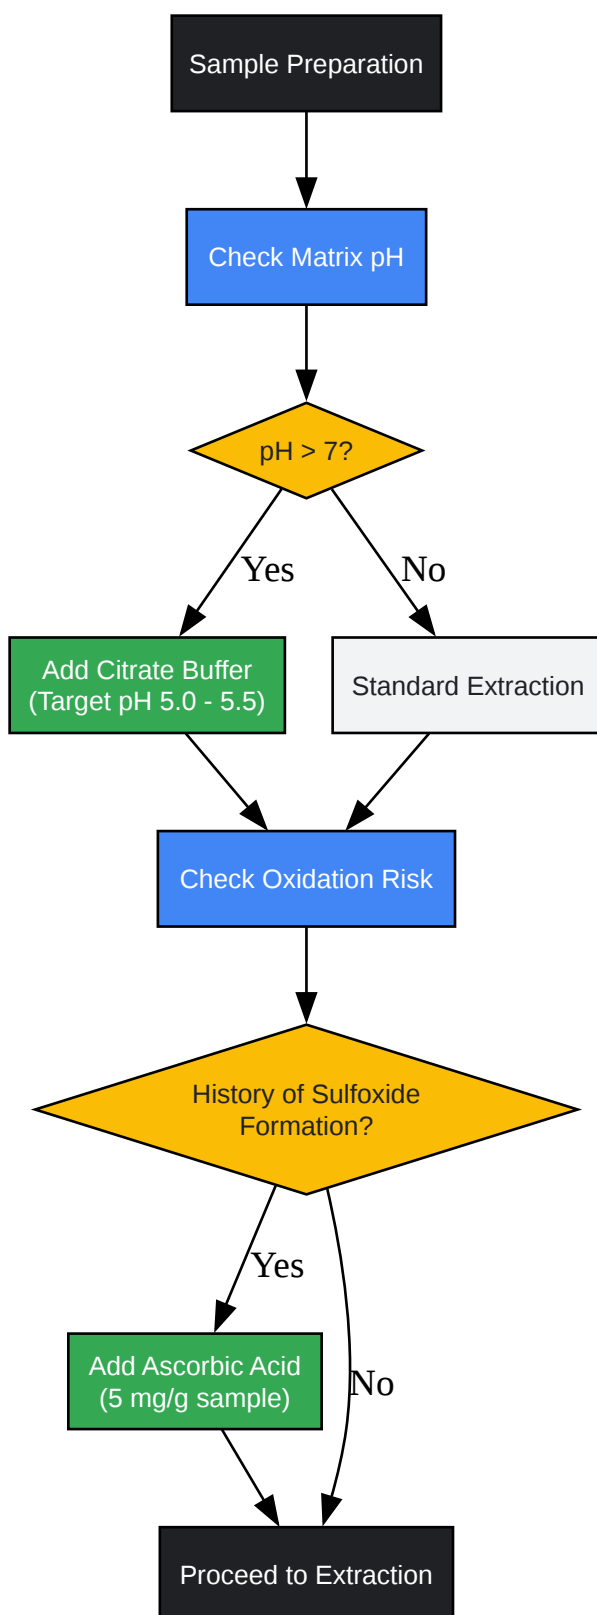 Sample Preparation
Check Matrix pH
pH > 7?
Yes
No
Add Citrate Buffer
(Target pH 5.0 - 5.5)
Standard Extraction
Check Oxidation Risk
History of Sulfoxide
Formation?
Yes
Add Ascorbic Acid
(5 mg/g sample)
No
Proceed to Extraction